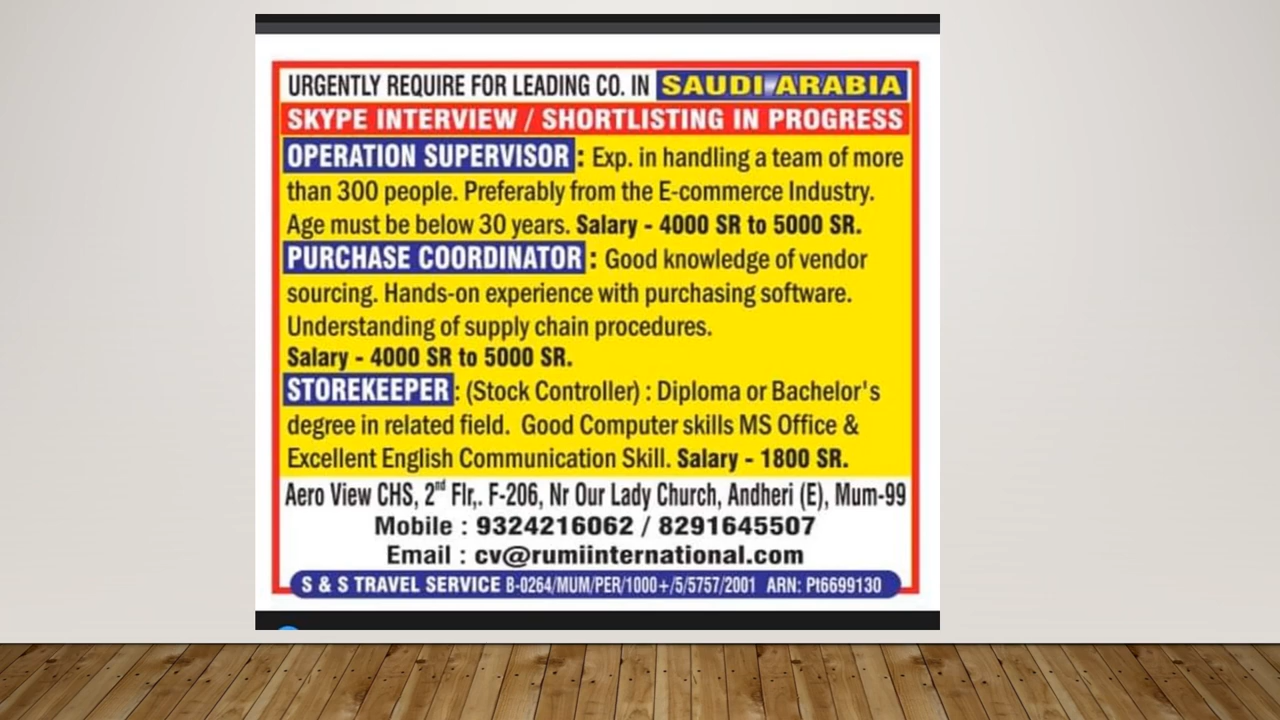 URGENTLY REQUIRE FOR LEADING CO. IN SAUDI ARABIA
SKYPE INTERVIEW / SHORTLISTING IN PROGRESS
OPERATION SUPERVISOR : Exp. in handling a team of more
than 300 people. Preferably from the E-commerce Industry.
Age must be below 30 years. Salary - 4000 SR to 5000 SR.
PURCHASE COORDINATOR : Good knowledge of vendor
sourcing. Hands-on experience with purchasing software.
Understanding of supply chain procedures.
Salary - 4000 SR to 5000 SR.
STOREKEEPER : (Stock Controller) : Diploma or Bachelor's
degree in related field. Good Computer skills MS Office &
Excellent English Communication Skill. Salary - 1800 SR.
Aero View CHS, 2nd Flr,. F-206, Nr Our Lady Church, Andheri (E), Mum-99
Mobile : 9324216062 / 8291645507
Email : cv@rumiinternational.com
S & S TRAVEL SERVICE B-0264/MUM/PER/1000+/5/5757/2001 ARN: Pt6699130